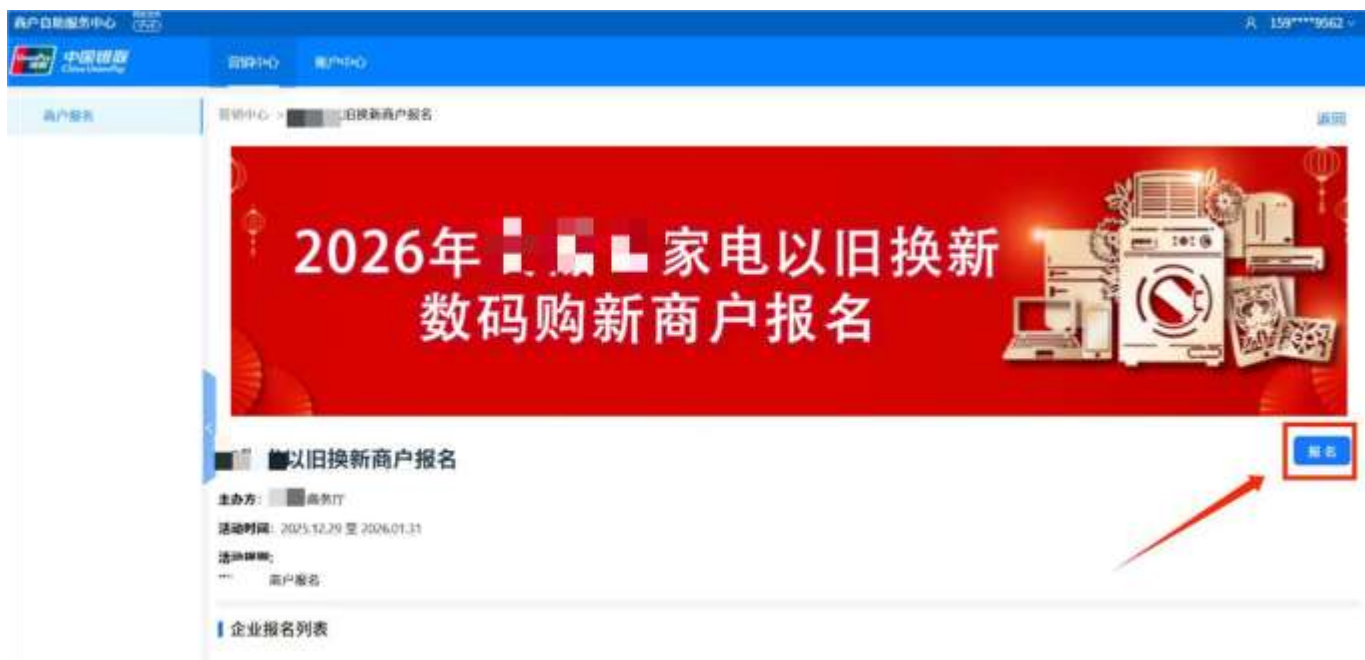 商户自助服务中心
159****9562
中国银联
China UnionPay
营销中心 商户中心
商户报名
营销中心 > 旧换新商户报名
返回
2026年 家电以旧换新
数码购新商户报名
以旧换新商户报名
报名
主办方: 商务厅
活动时间: 2025.12.29 至 2026.01.31
商户报名
企业报名列表